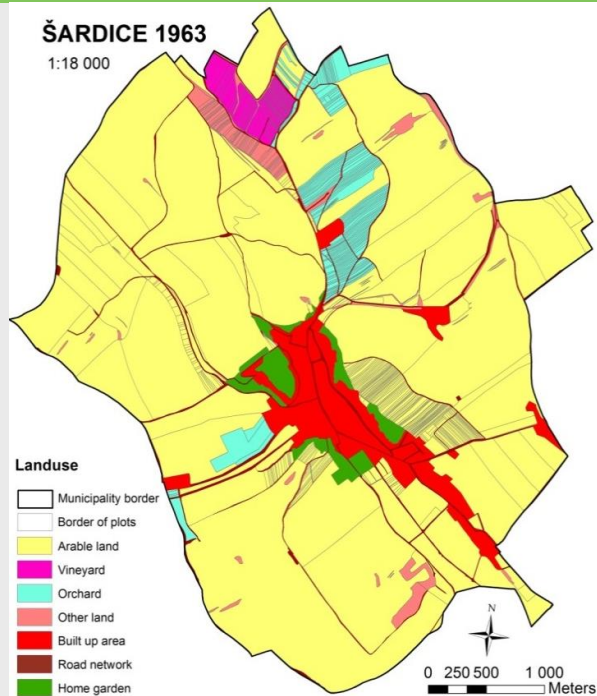 ŠARDICE 1963
1:18 000
Landuse
Municipality border
Border of plots
Arable land
Vineyard
Orchard
Other land
Built up area
Road network
Home garden
N
0 250 500 1 000
Meters